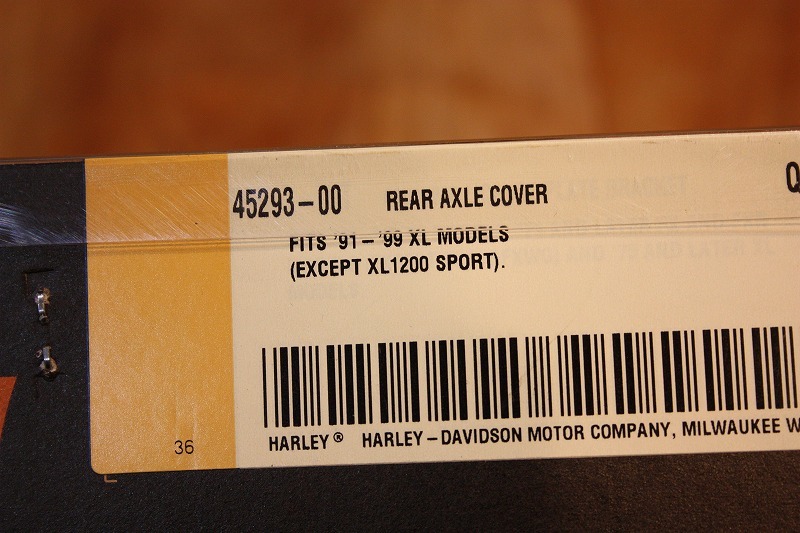 45293-00 REAR AXLE COVER Q
FITS '91-'99 XL MODELS
(EXCEPT XL1200 SPORT).
HARLEY® HARLEY-DAVIDSON MOTOR COMPANY, MILWAUKEE W
36